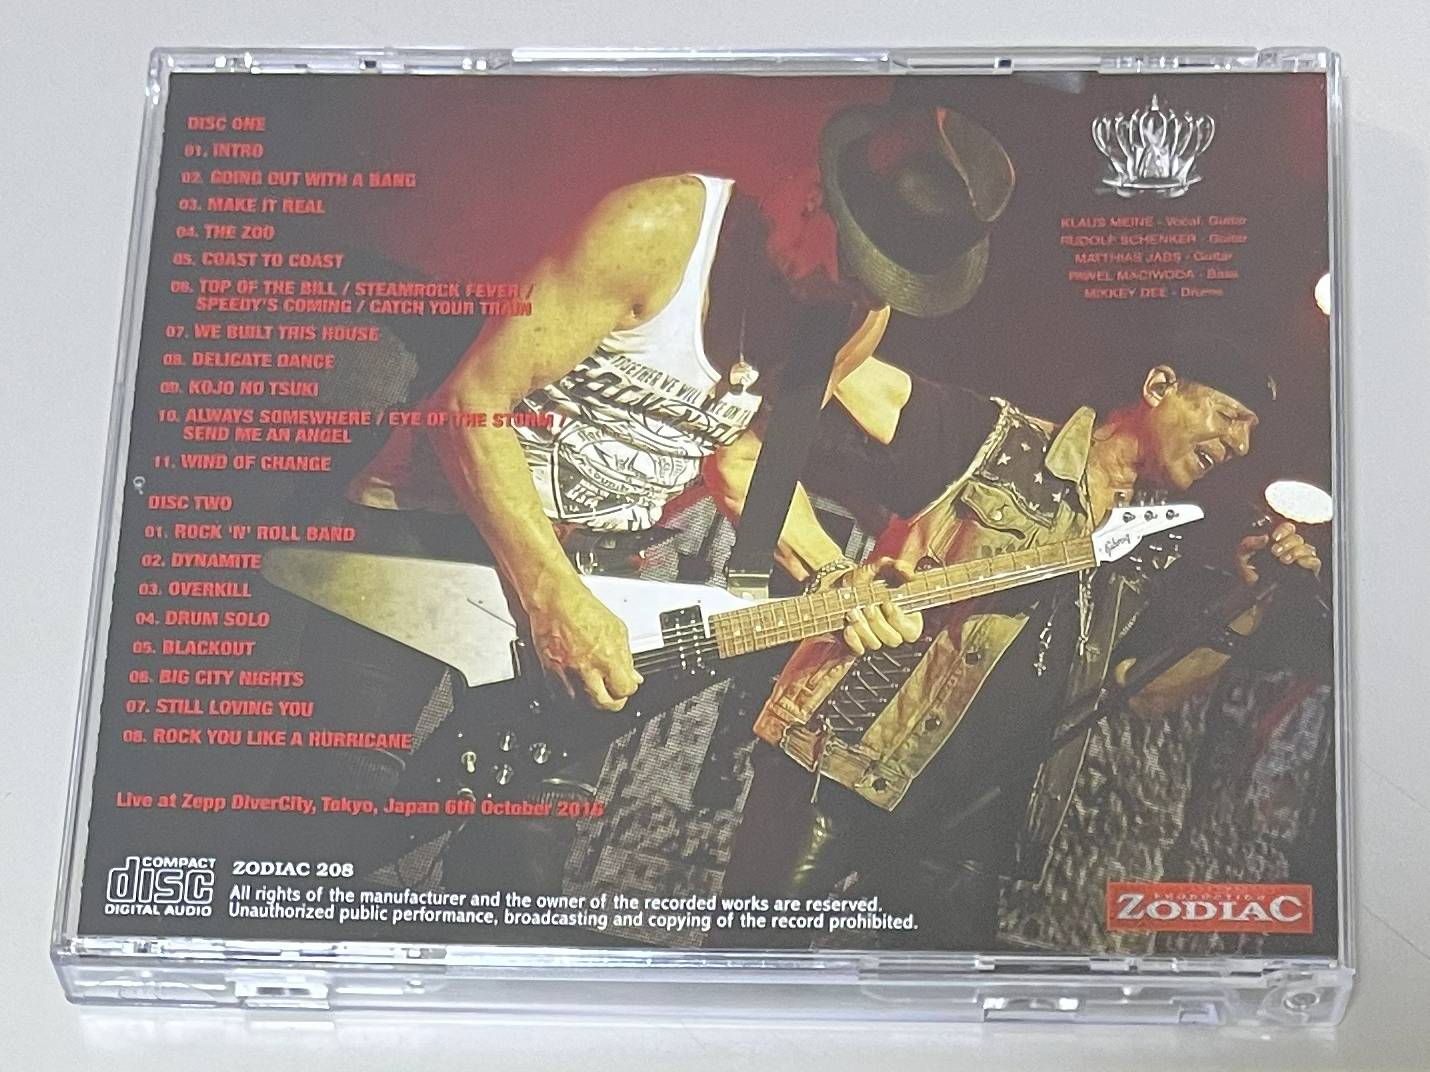 DISC ONE
01. INTRO
02. GOING OUT WITH A BANG
03. MAKE IT REAL
04. THE ZOO
05. COAST TO COAST
06. TOP OF THE BILL / STEAMROCK FEVER /
SPEEDY'S COMING / CATCH YOUR TRAIN
07. WE BUILT THIS HOUSE
08. DELICATE DANCE
09. KOJO NO TSUKI
10. ALWAYS SOMEWHERE / EYE OF THE STORM /
SEND ME AN ANGEL
11. WIND OF CHANGE
DISC TWO
01. ROCK 'N' ROLL BAND
02. DYNAMITE
03. OVERKILL
04. DRUM SOLO
05. BLACKOUT
06. BIG CITY NIGHTS
07. STILL LOVING YOU
08. ROCK YOU LIKE A HURRICANE
Live at Zepp DiverCity, Tokyo, Japan 6th October 2016
COMPACT
disc
DIGITAL AUDIO
ZODIAC 208
All rights of the manufacturer and the owner of the recorded works are reserved.
Unauthorized public performance, broadcasting and copying of the record prohibited.
KLAUS MEINE - Vocal, Guitar
RUDOLF SCHENKER - Guitar
MATTHIAS JABS - Guitar
PAWEL MACIWODA - Bass
MIKKEY DEE - Drums
TOGETHER WE WILL
Gibson
PRODUCTION
ZODIAC